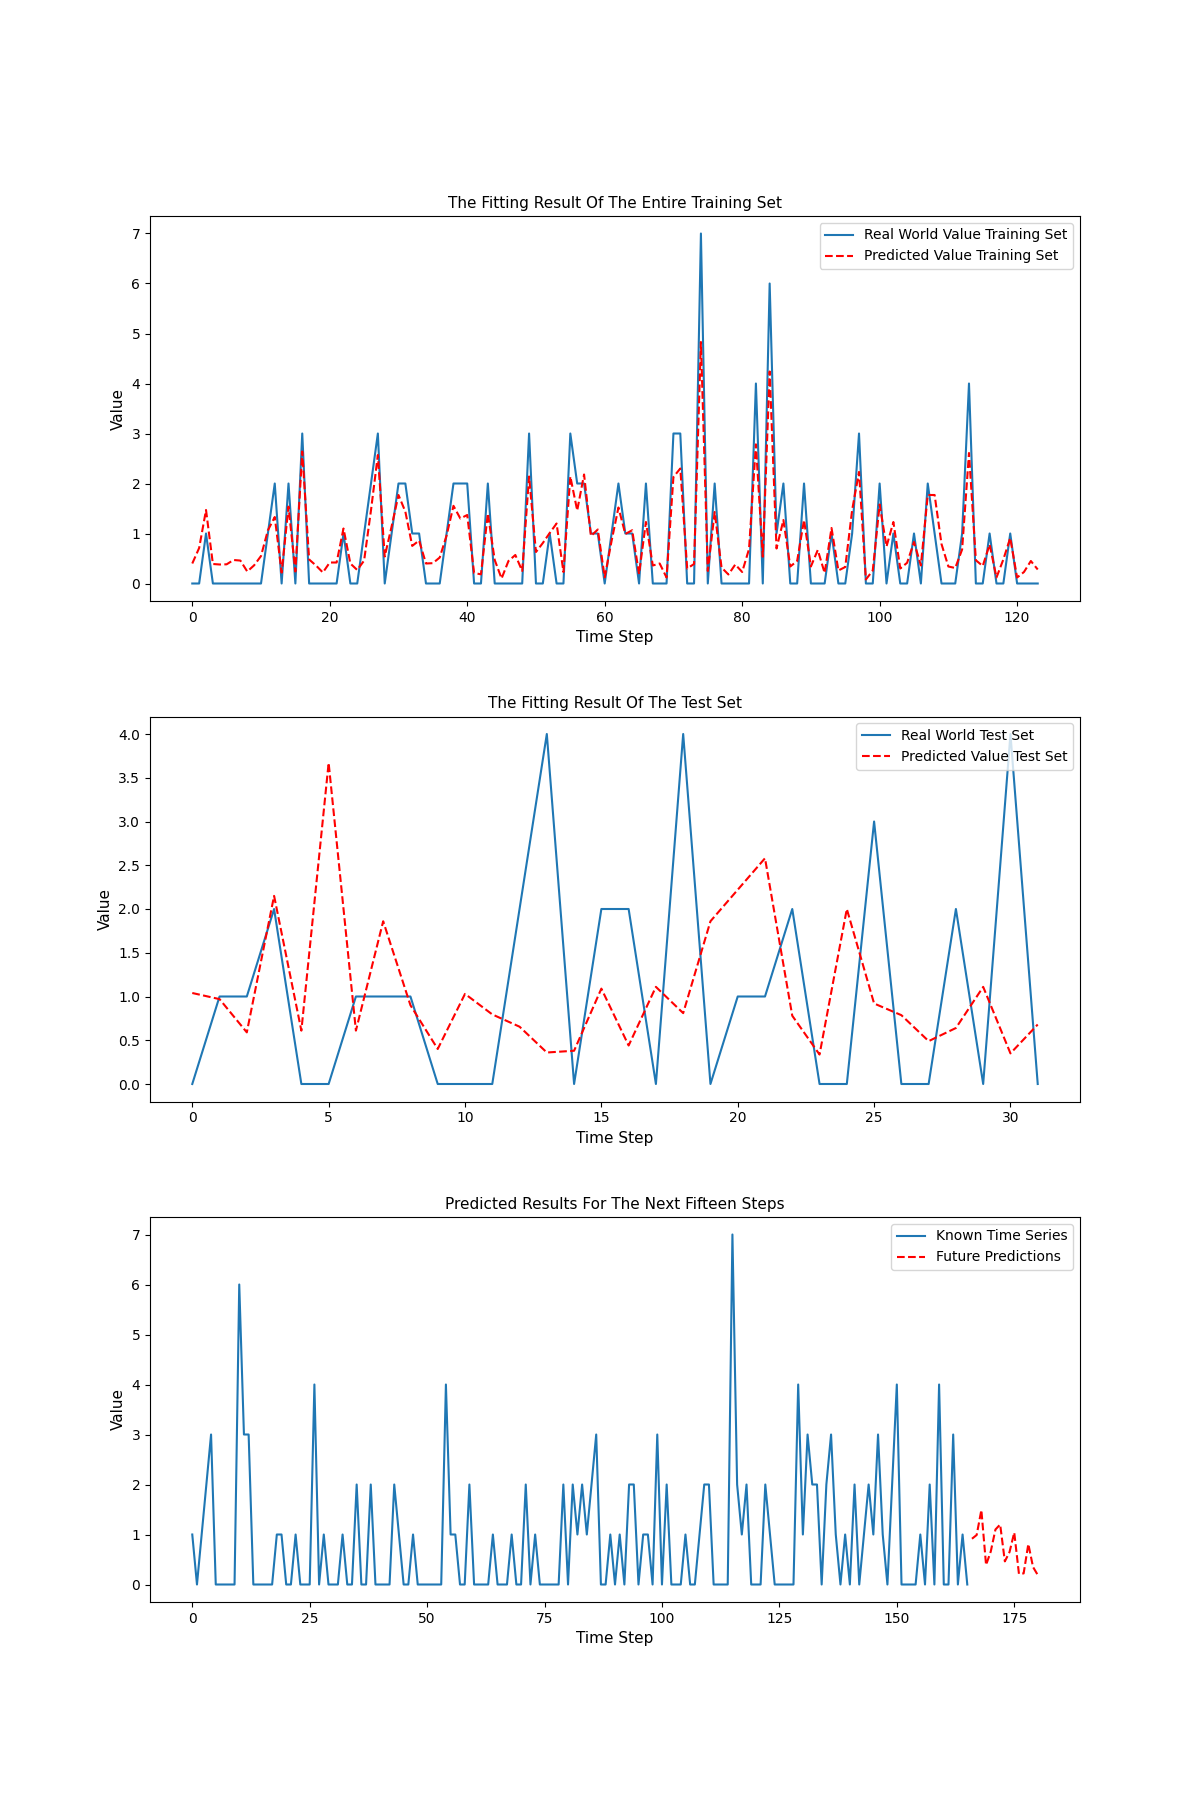 The Fitting Result Of The Entire Training Set
Real World Value Training Set
Predicted Value Training Set
7
6
5
4
3
2
1
0
Value
0 20 40 60 80 100 120
Time Step
The Fitting Result Of The Test Set
Real World Test Set
Predicted Value Test Set
4.0
3.5
3.0
2.5
2.0
1.5
1.0
0.5
0.0
Value
0 5 10 15 20 25 30
Time Step
Predicted Results For The Next Fifteen Steps
Known Time Series
Future Predictions
7
6
5
4
3
2
1
0
Value
0 25 50 75 100 125 150 175
Time Step